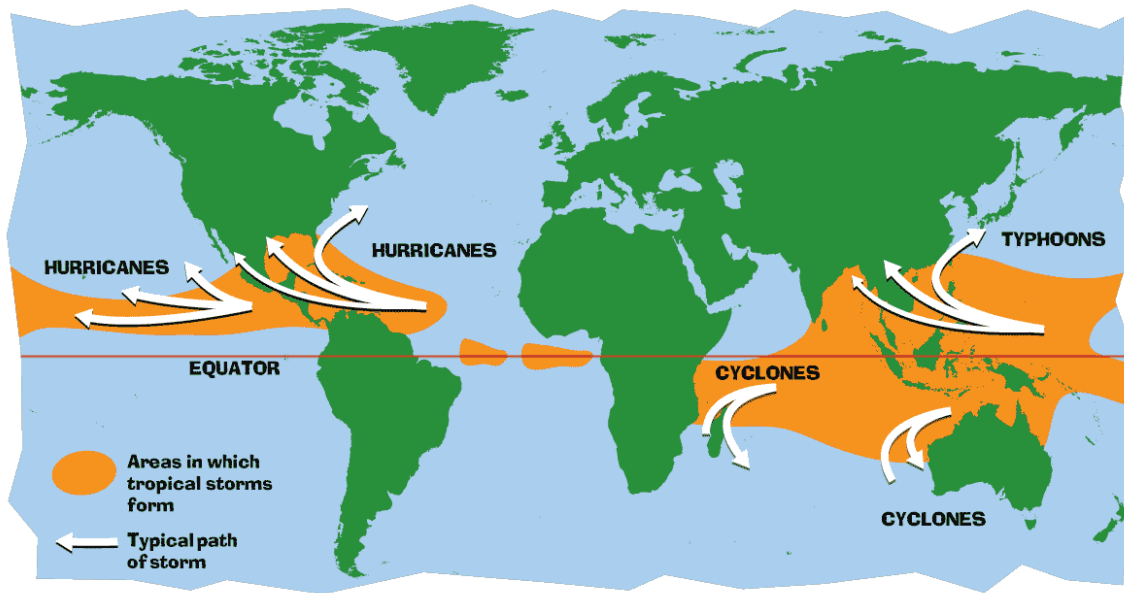 HURRICANES
TYPHOONS
HURRICANES
EQUATOR
CYCLONES
Areas in which
tropical storms
form
CYCLONES
Typical path
of storm